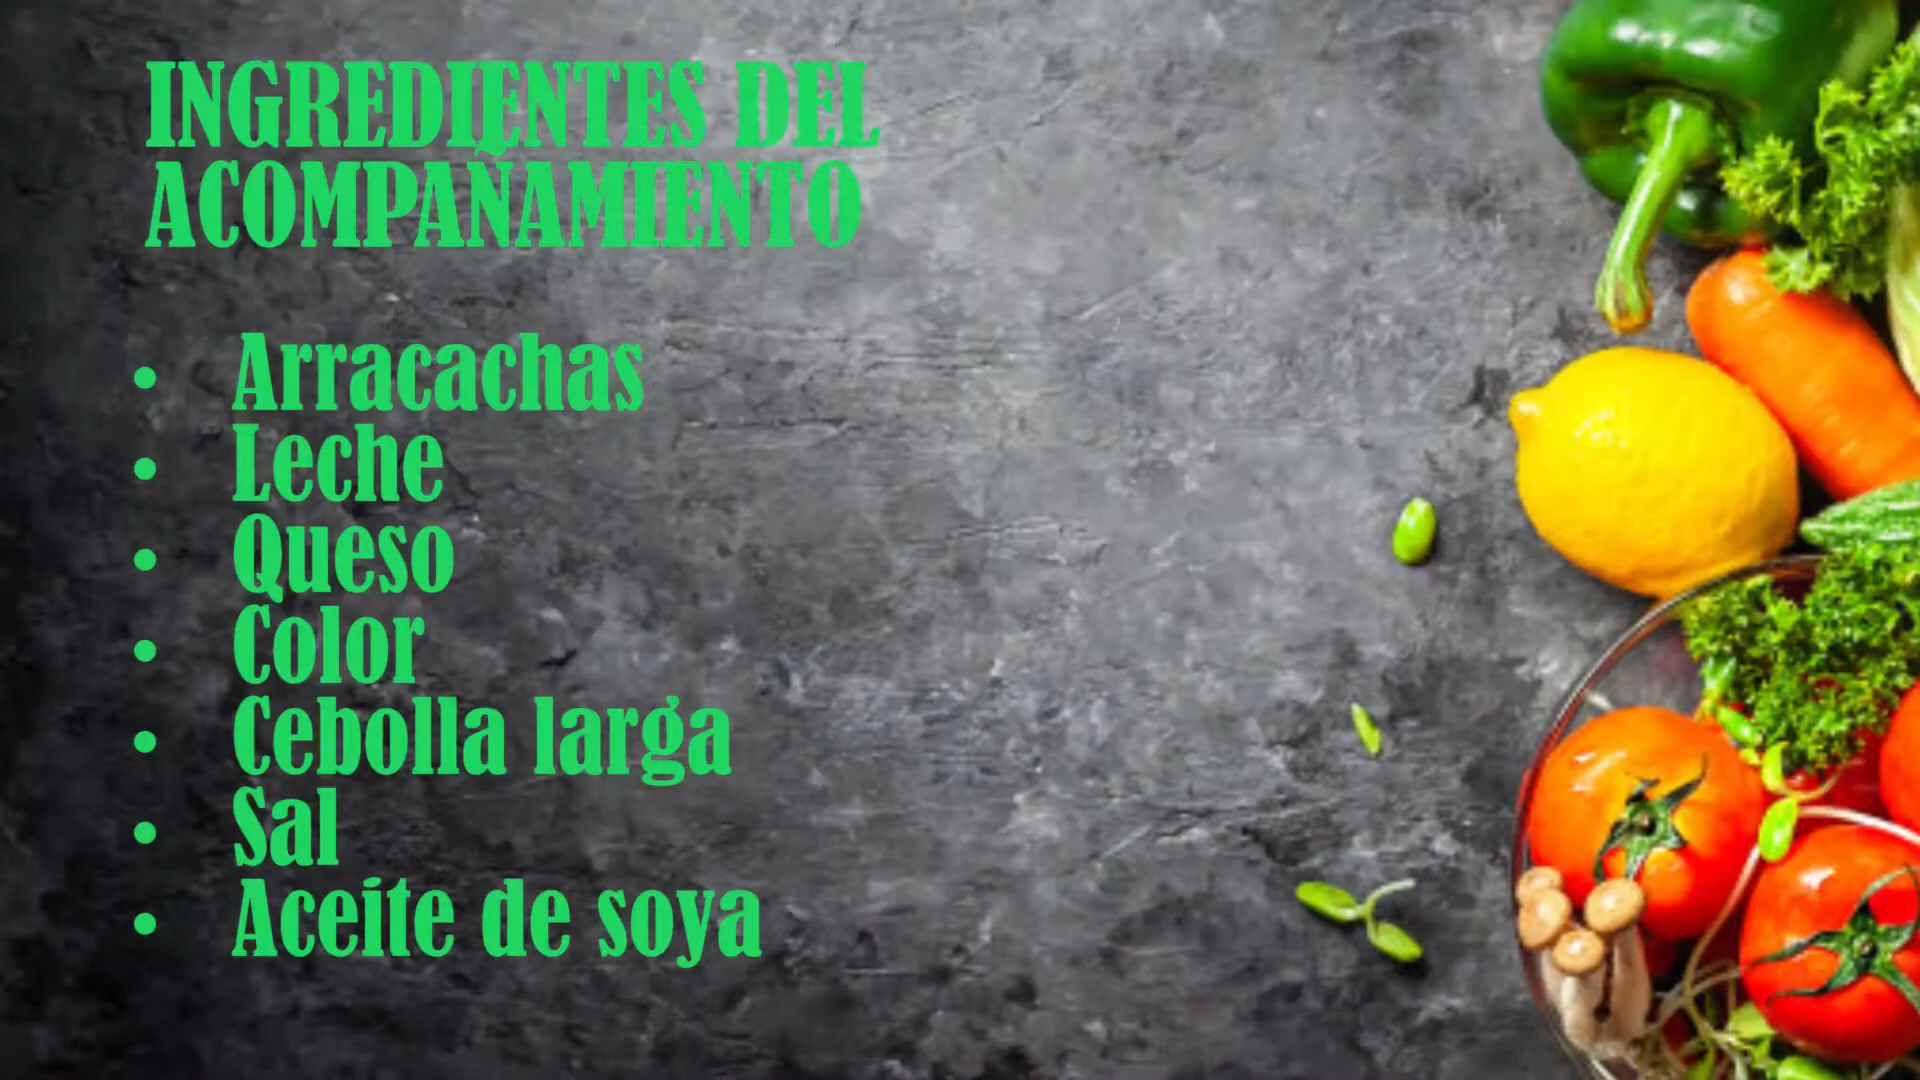 INGREDIENTES DEL
ACOMPAÑAMIENTO
• Arracachas
• Leche
• Queso
• Color
• Cebolla larga
• Sal
• Aceite de soya